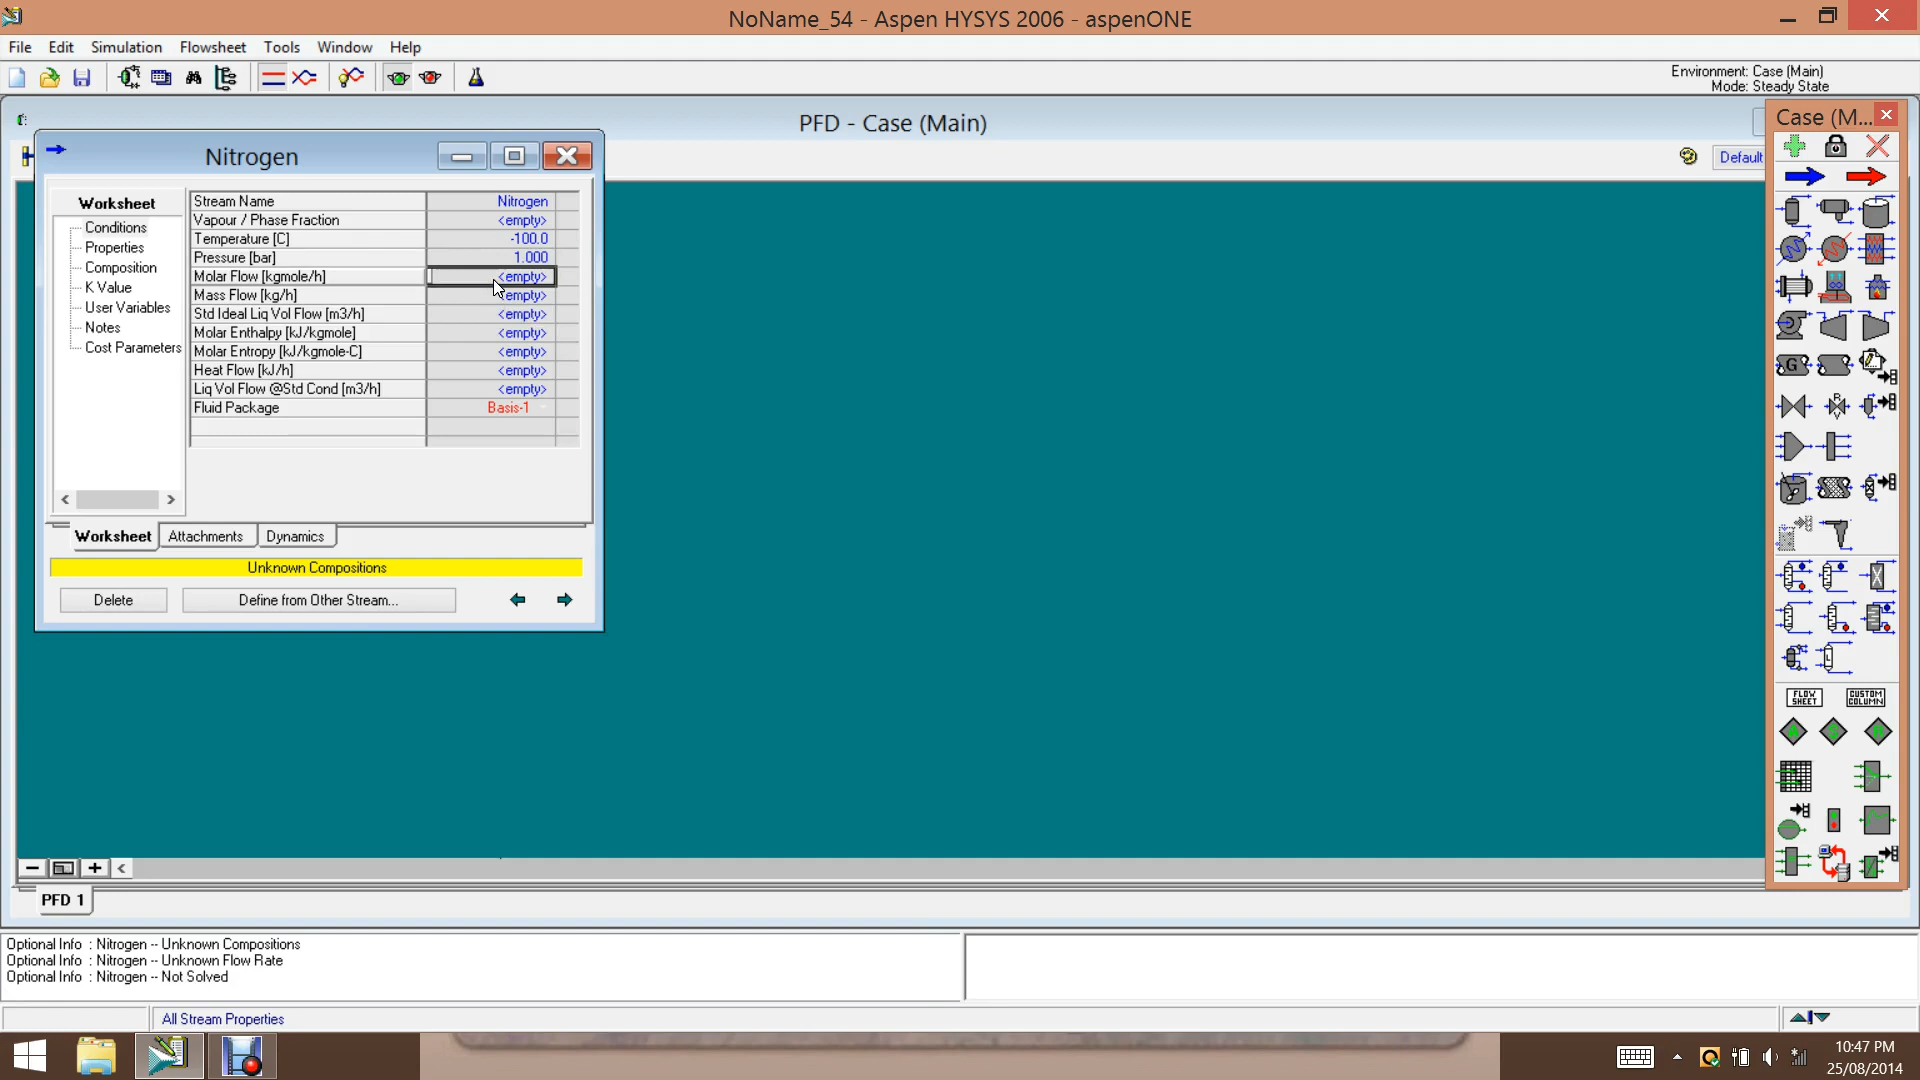 NoName_54 - Aspen HYSYS 2006 - aspenONE
File Edit Simulation Flowsheet Tools Window Help
Environment: Case (Main)
Mode: Steady State
PFD - Case (Main)
Case (M...
Default
Nitrogen
Worksheet
Conditions
Properties
Composition
K Value
User Variables
Notes
Cost Parameters
Stream Name Nitrogen
Vapour / Phase Fraction <empty>
Temperature [C] -100.0
Pressure [bar] 1.000
Molar Flow [kgmole/h] <empty>
Mass Flow [kg/h] <empty>
Std Ideal Liq Vol Flow [m3/h] <empty>
Molar Enthalpy [kJ/kgmole] <empty>
Molar Entropy [kJ/kgmole-C] <empty>
Heat Flow [kJ/h] <empty>
Liq Vol Flow @Std Cond [m3/h] <empty>
Fluid Package Basis-1
Worksheet Attachments Dynamics
Unknown Compositions
Delete Define from Other Stream...
FLOW SHEET
CUSTOM COLUMN
PFD 1
Optional Info : Nitrogen -- Unknown Compositions
Optional Info : Nitrogen -- Unknown Flow Rate
Optional Info : Nitrogen -- Not Solved
All Stream Properties
10:47 PM
25/08/2014